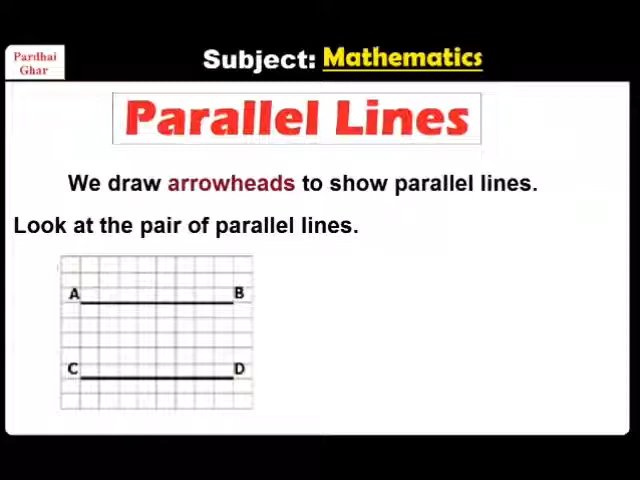 Pardhai
Ghar
Subject: Mathematics
Parallel Lines
We draw arrowheads to show parallel lines.
Look at the pair of parallel lines.
A B
C D